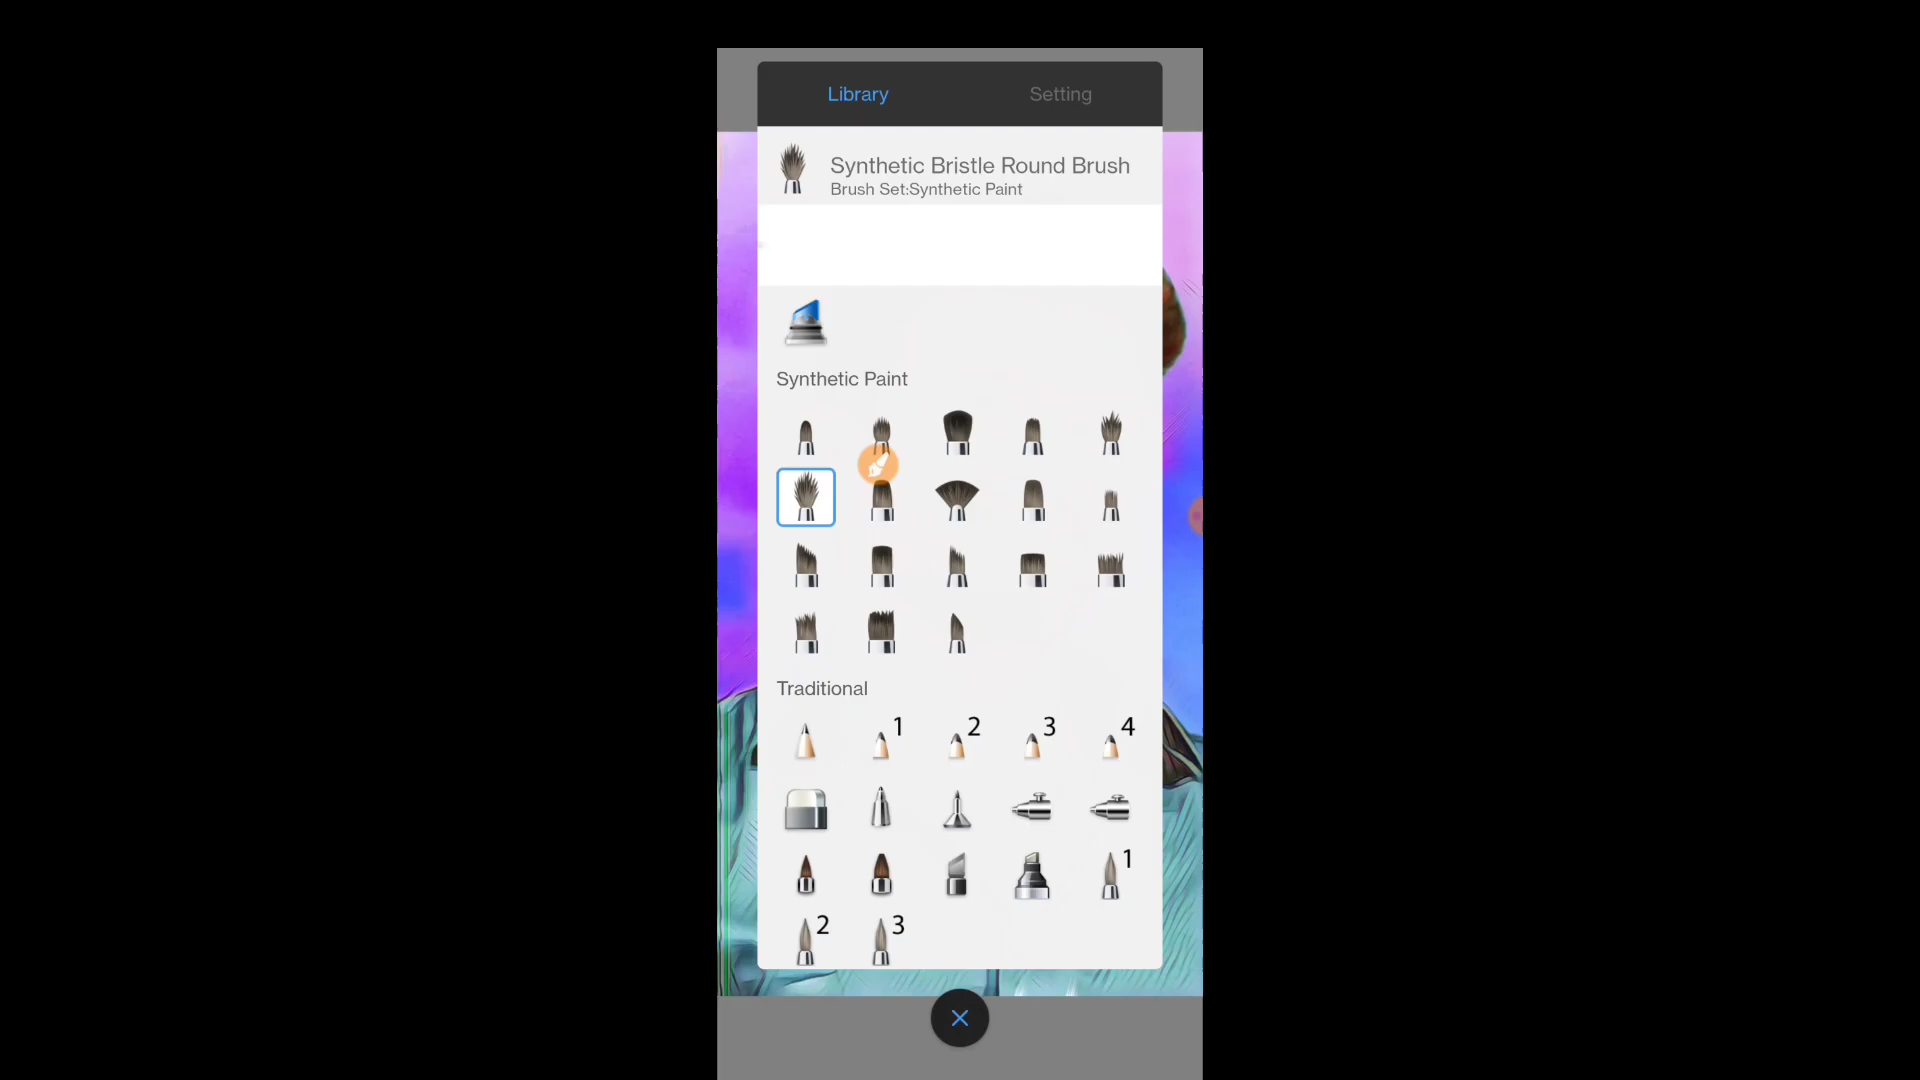 Library Setting
Synthetic Bristle Round Brush
Brush Set:Synthetic Paint
Synthetic Paint
Traditional
1 2 3 4
1
2 3